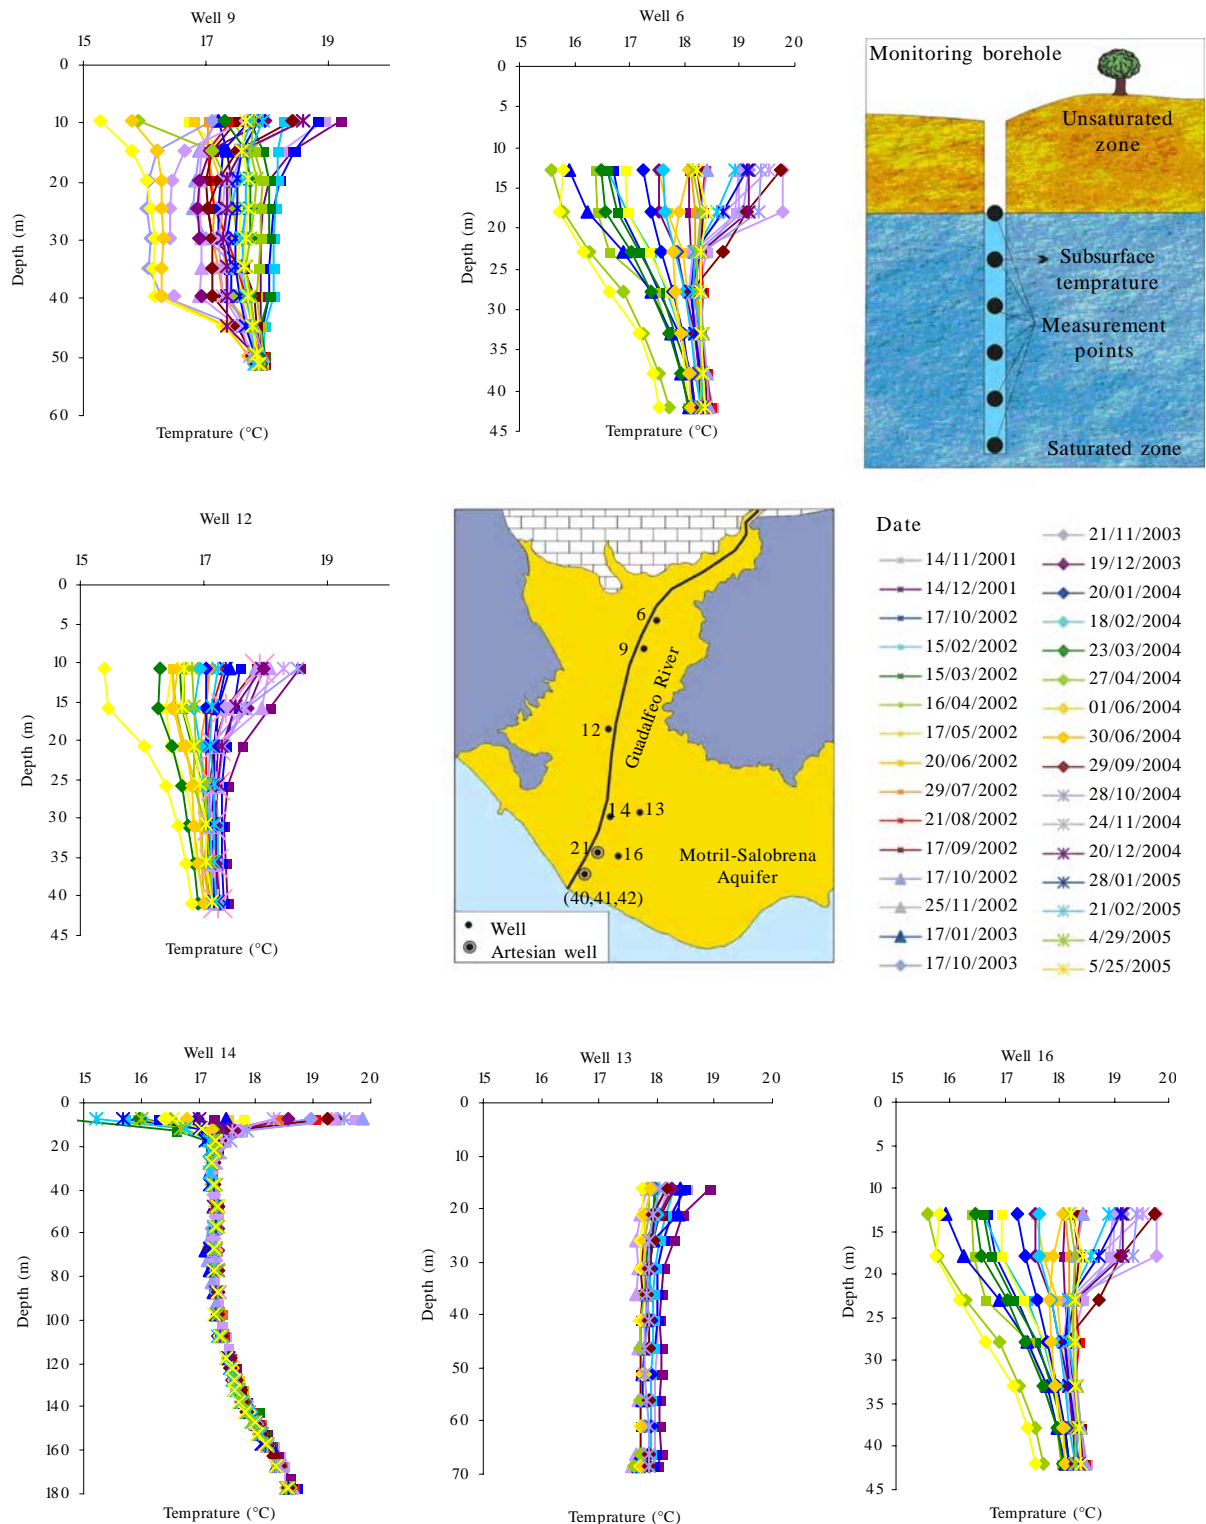 Well 9
15 17 19
0
10
20
30
40
50
60
Depth (m)
Temprature (°C)
Well 6
15 16 17 18 19 20
0
5
10
15
20
25
30
35
40
45
Depth (m)
Temprature (°C)
Monitoring borehole
Unsaturated
zone
Subsurface
temprature
Measurement
points
Saturated zone
Well 12
15 17 19
0
5
10
15
20
25
30
35
40
45
Depth (m)
Temprature (°C)
6
9
12
Guadalfeo River
14
13
21
16
(40,41,42)
Motril-Salobrena
Aquifer
Well
Artesian well
Date
14/11/2001
14/12/2001
17/10/2002
15/02/2002
15/03/2002
16/04/2002
17/05/2002
20/06/2002
29/07/2002
21/08/2002
17/09/2002
17/10/2002
25/11/2002
17/01/2003
17/10/2003
21/11/2003
19/12/2003
20/01/2004
18/02/2004
23/03/2004
27/04/2004
01/06/2004
30/06/2004
29/09/2004
28/10/2004
24/11/2004
20/12/2004
28/01/2005
21/02/2005
4/29/2005
5/25/2005
Well 14
15 16 17 18 19 20
0
20
40
60
80
100
120
140
160
180
Depth (m)
Temprature (°C)
Well 13
15 16 17 18 19 20
0
10
20
30
40
50
60
70
Depth (m)
Temprature (°C)
Well 16
15 16 17 18 19 20
0
5
10
15
20
25
30
35
40
45
Depth (m)
Temprature (°C)